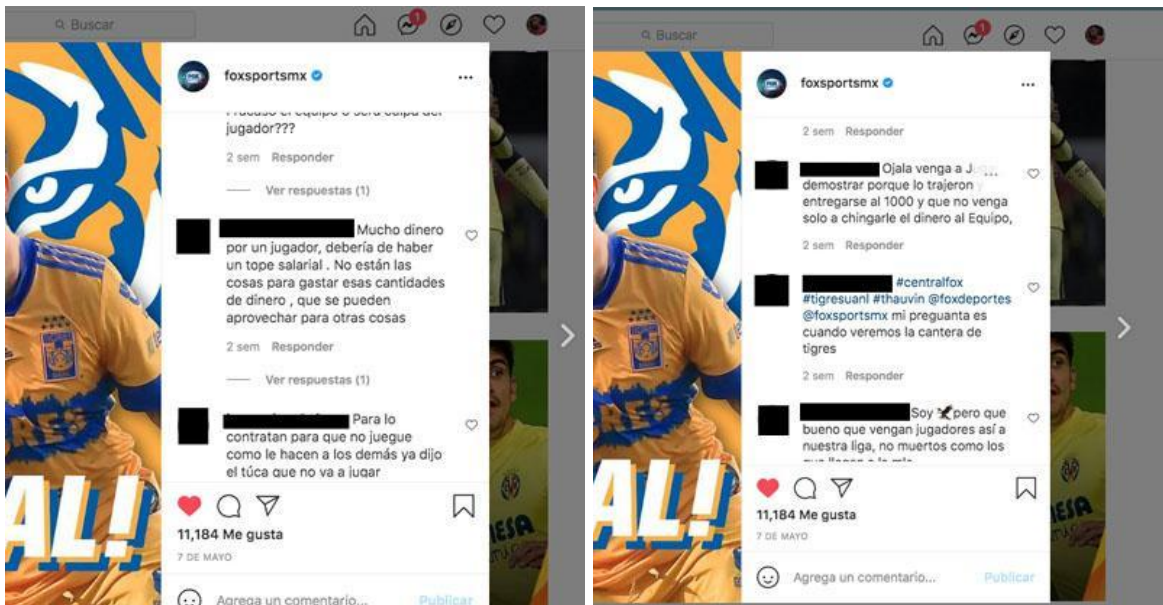 Buscar
foxsportsmx
jugador???
2 sem Responder
Ver respuestas (1)
Mucho dinero
por un jugador, debería de haber
un tope salarial . No están las
cosas para gastar esas cantidades
de dinero , que se pueden
aprovechar para otras cosas
2 sem Responder
Ver respuestas (1)
Para lo
contratan para que no juegue
como le hacen a los demás ya dijo
el túca que no va a jugar
11,184 Me gusta
7 DE MAYO
Agrega un comentario...
Publicar
AL!
Buscar
foxsportsmx
2 sem Responder
Ojala venga a
demostrar porque lo trajeron
entregarse al 1000 y que no venga
solo a chingarle el dinero al Equipo,
2 sem Responder
#centralfox
#tigresuanl #thauvin @foxdeportes
@foxsportsmx mi pregunta es
cuando veremos la cantera de
tigres
2 sem Responder
Soy 🦅pero que
bueno que vengan jugadores así a
nuestra liga, no muertos como los
11,184 Me gusta
7 DE MAYO
Agrega un comentario...
Publicar
AL!